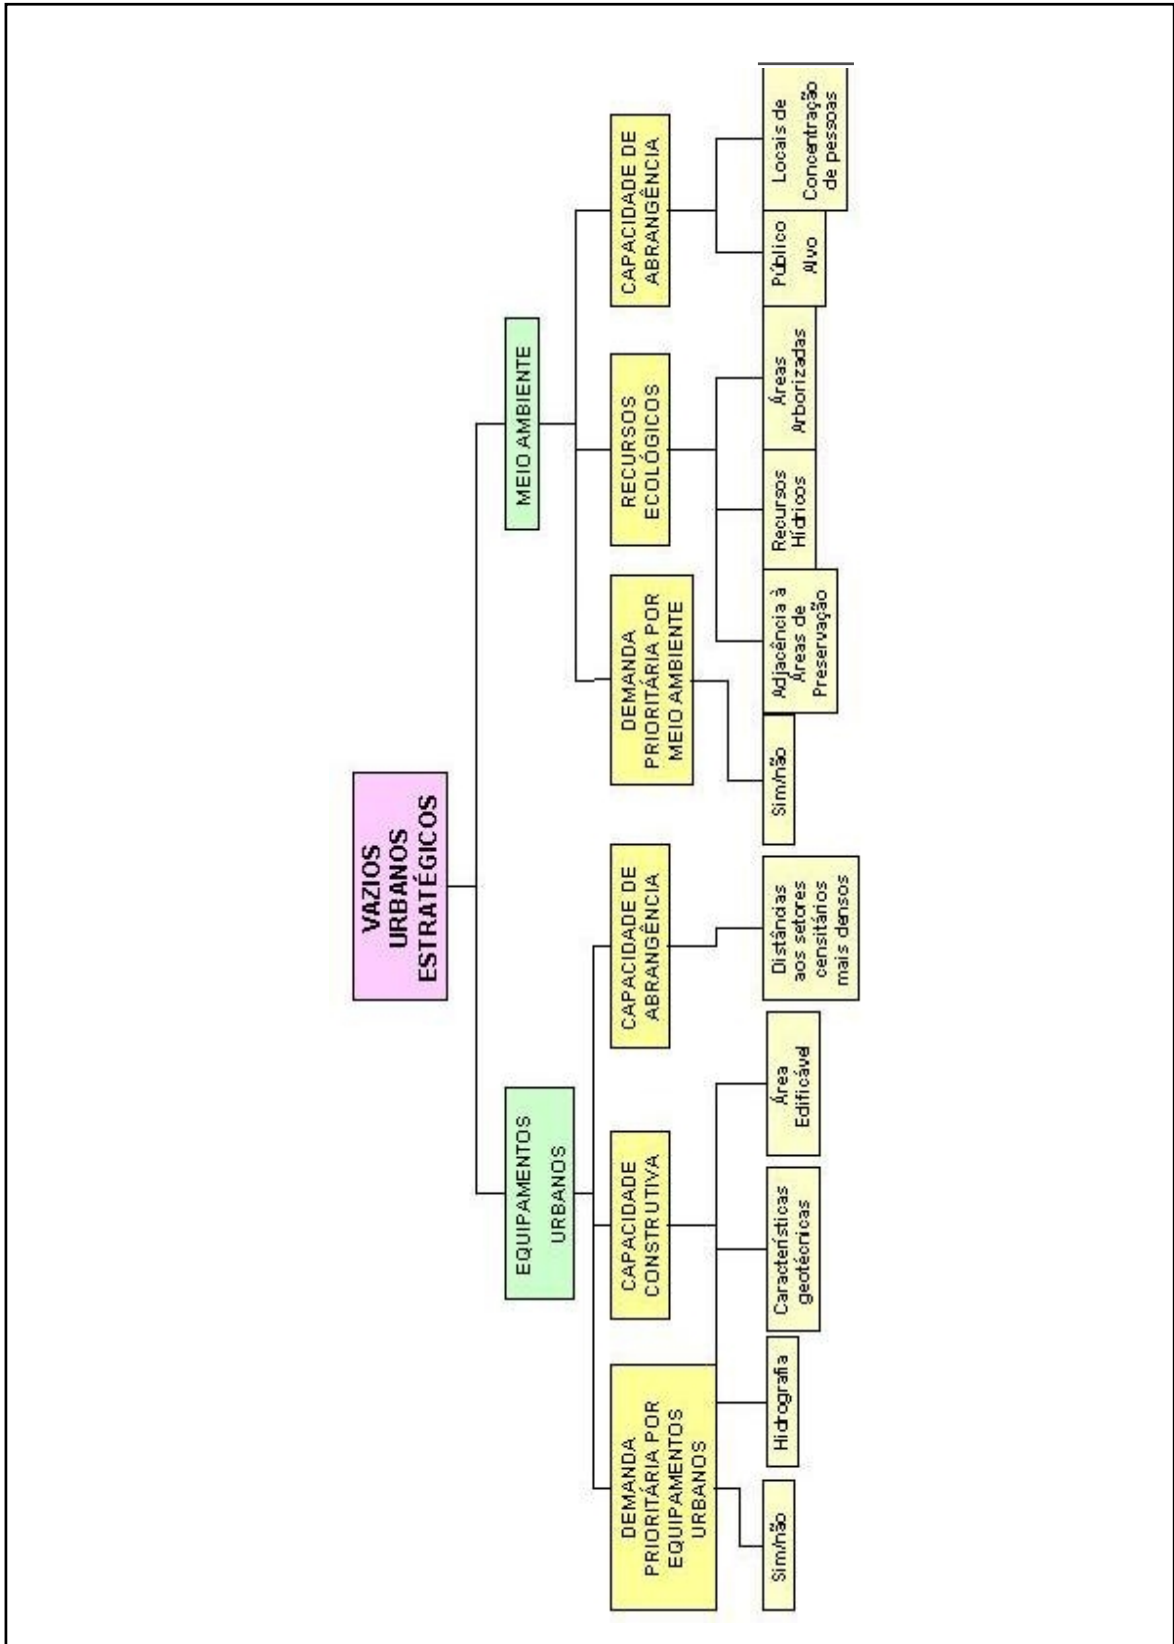 VAZIOS
URBANOS
ESTRATÉGICOS
EQUIPAMENTOS
URBANOS
MEIO AMBIENTE
DEMANDA
PRIORITÁRIA POR
EQUIPAMENTOS
URBANOS
CAPACIDADE
CONSTRUTIVA
CAPACIDADE DE
ABRANGÊNCIA
DEMANDA
PRIORITÁRIA POR
MEIO AMBIENTE
RECURSOS
ECOLÓGICOS
CAPACIDADE DE
ABRANGÊNCIA
Sim/não
Hidrografia
Características
geotécnicas
Área
Edificável
Distâncias
aos setores
censitários
mais densos
Sim/não
Adjacência à
Áreas de
Preservação
Recursos
Hídricos
Áreas
Arborizadas
Público
Alvo
Locais de
Concentração
de pessoas